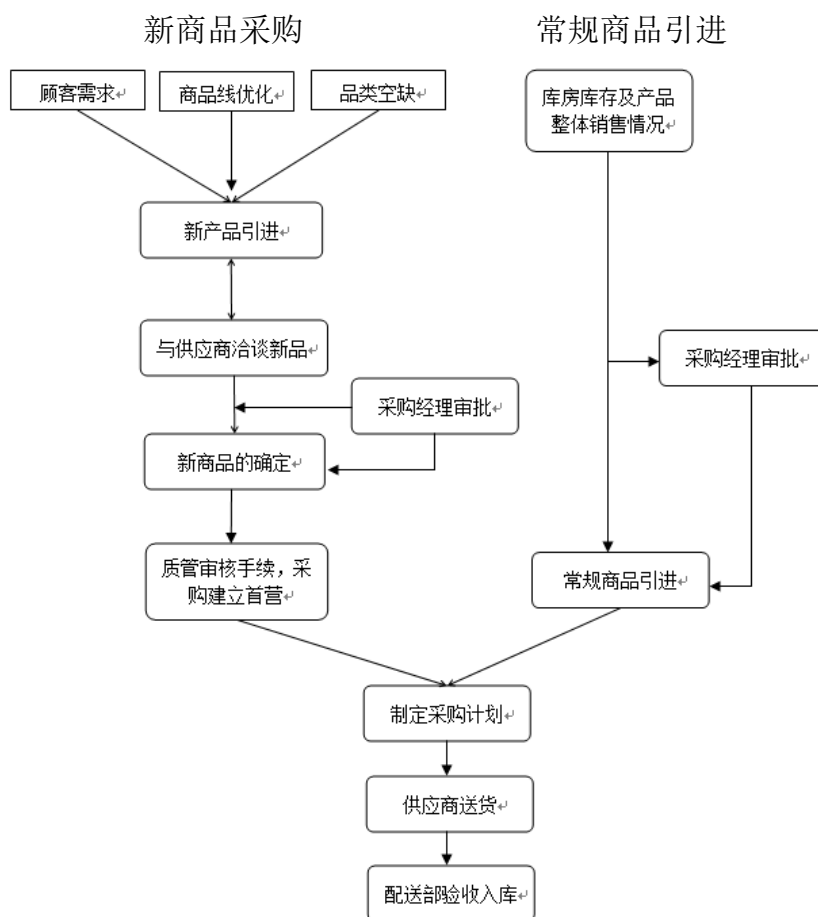 新商品采购
常规商品引进
顾客需求
商品线优化
品类空缺
库房库存及产品
整体销售情况
新产品引进
与供应商洽谈新品
采购经理审批
采购经理审批
新商品的确定
质管审核手续，采
购建立首营
常规商品引进
制定采购计划
供应商送货
配送部验收入库